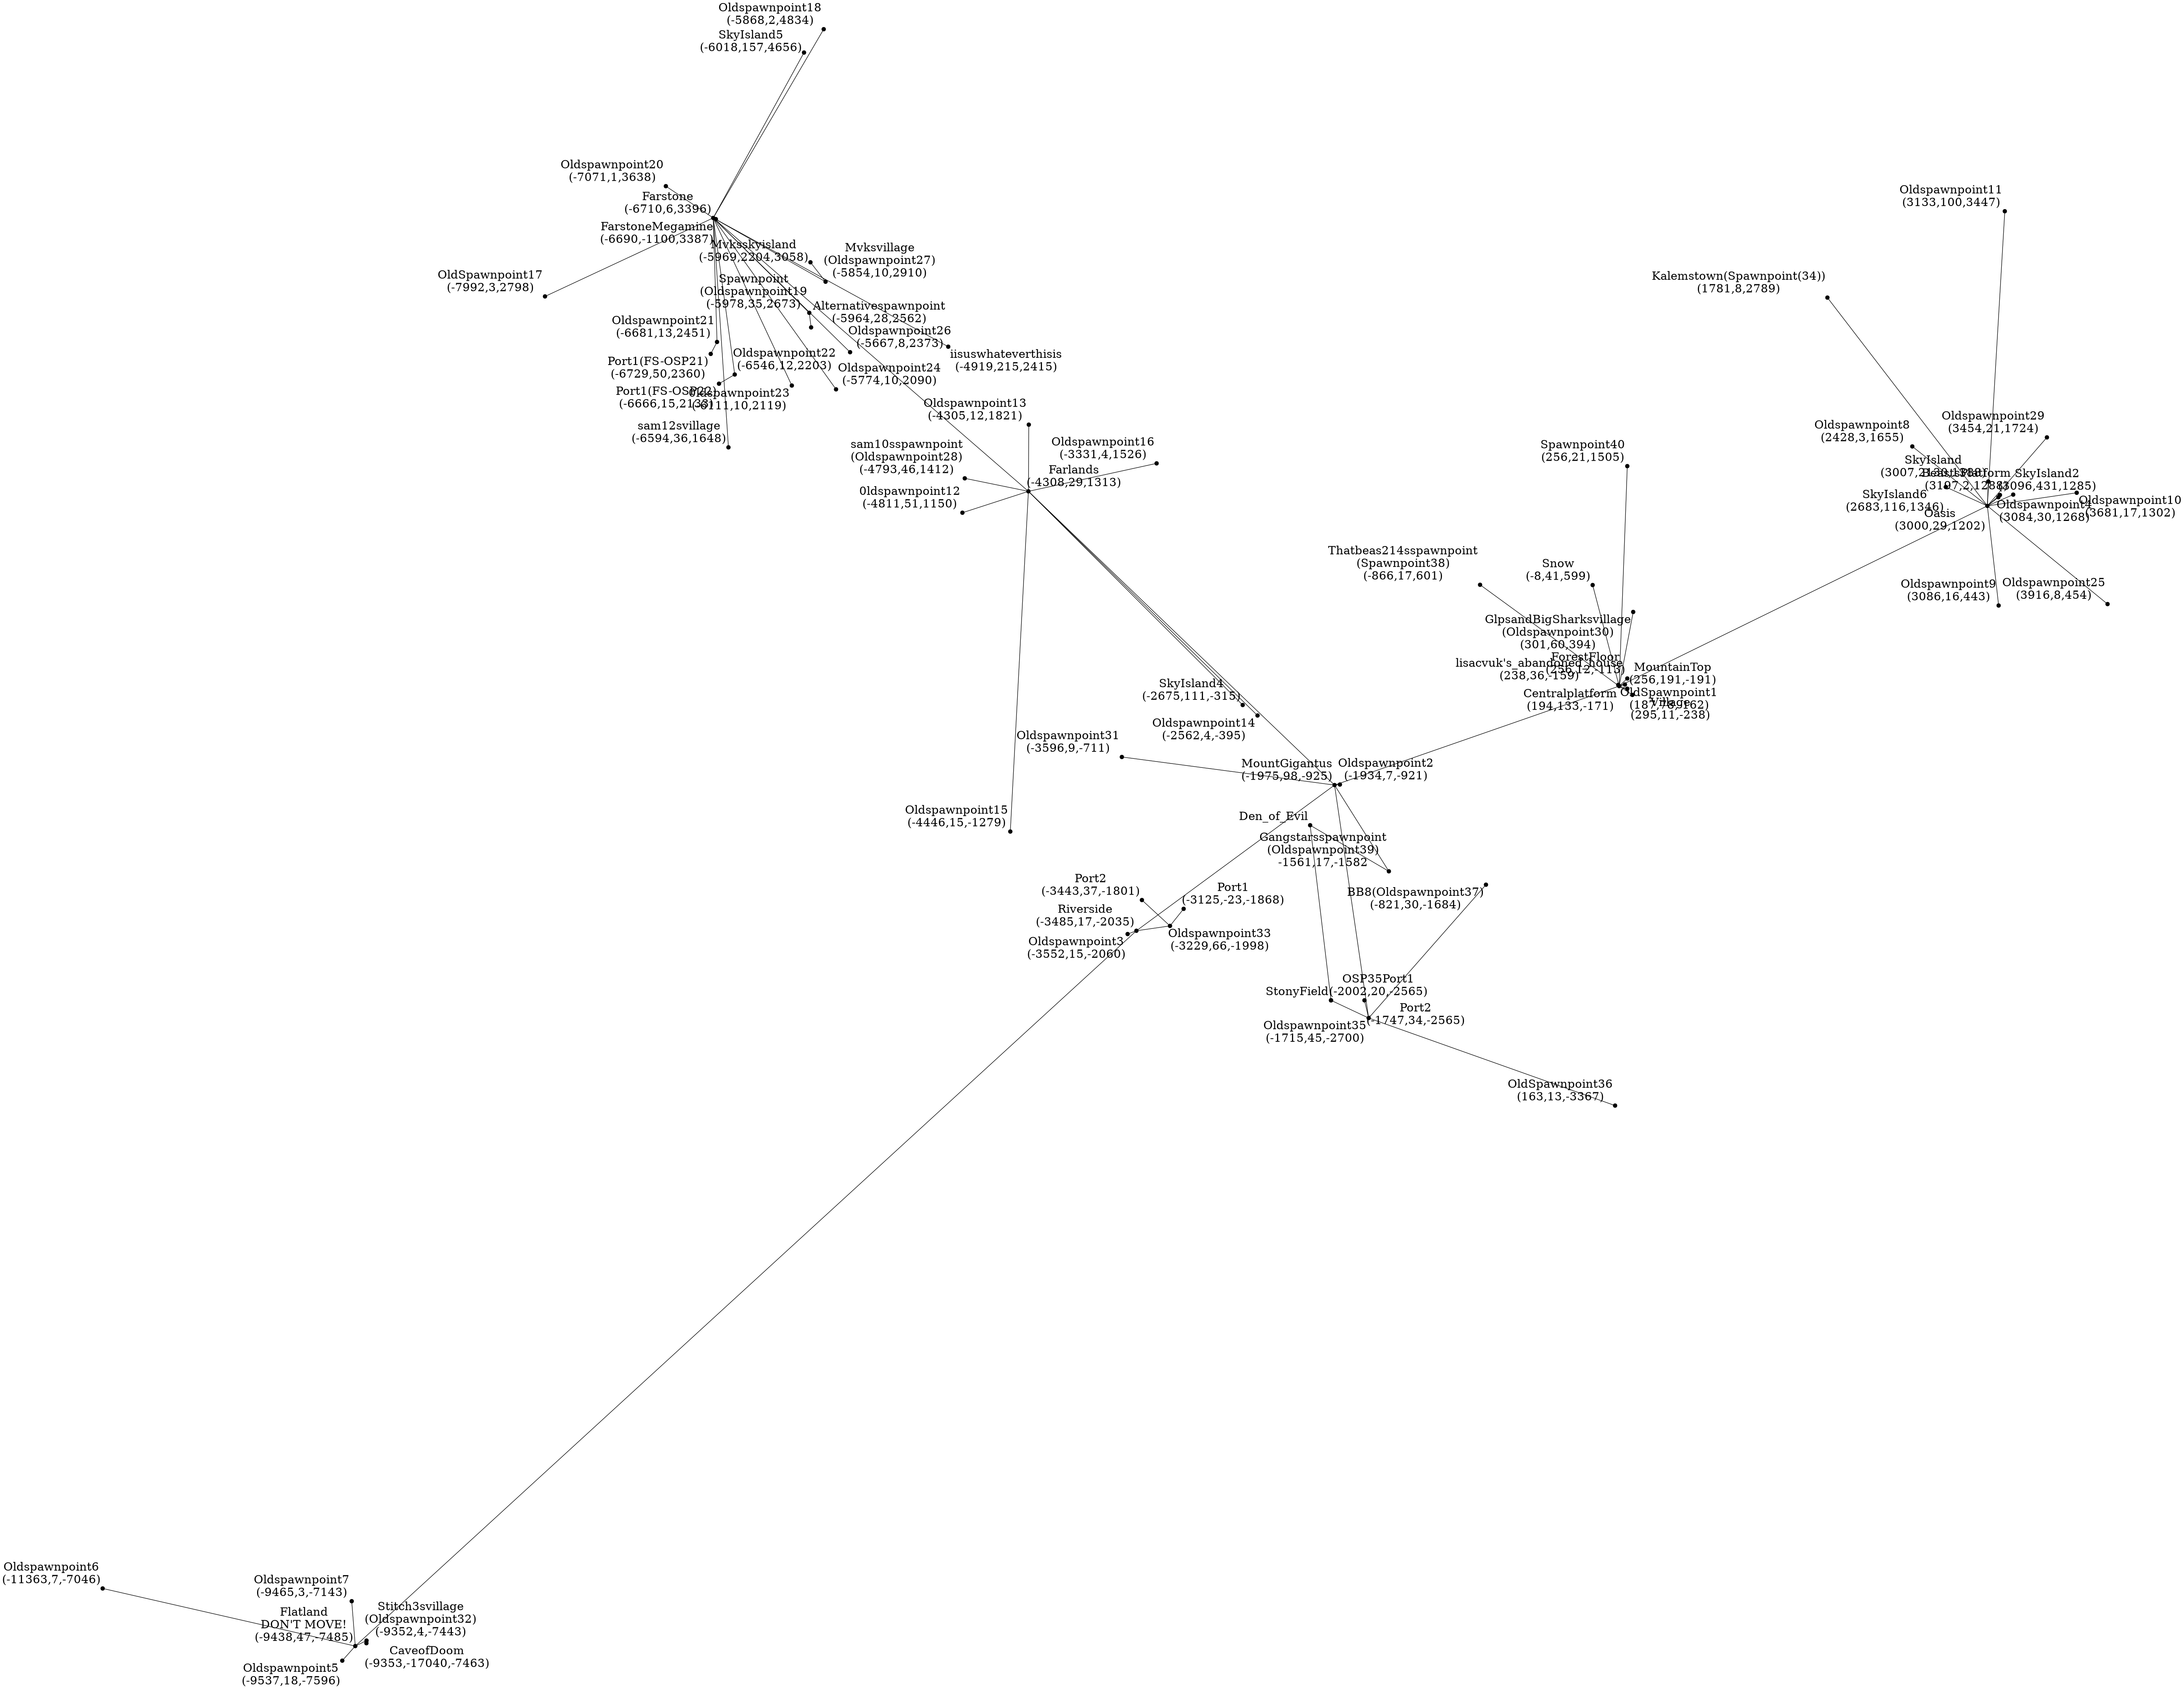 Oldspawnpoint18
(-5868,2,4834)
SkyIsland5
(-6018,157,4656)
Oldspawnpoint20
(-7071,1,3638)
Farstone
(-6710,6,3396)
FarstoneMegamine
(-6690,-1100,3387)
Mvksskyisland
(-5969,2204,3058)
Mvksvillage
(Oldspawnpoint27)
(-5854,10,2910)
OldSpawnpoint17
(-7992,3,2798)
Spawnpoint
(Oldspawnpoint19
(-5978,35,2673)
Alternativespawnpoint
(-5964,28,2562)
Oldspawnpoint21
(-6681,13,2451)
Oldspawnpoint26
(-5667,8,2373)
iisuswhateverthisis
(-4919,215,2415)
Port1(FS-OSP21)
(-6729,50,2360)
Oldspawnpoint22
(-6546,12,2203)
Oldspawnpoint24
(-5774,10,2090)
Port1(FS-OSP22)
(-6666,15,2133)
Oldspawnpoint23
(-6111,10,2119)
sam12svillage
(-6594,36,1648)
Oldspawnpoint13
(-4305,12,1821)
sam10sspawnpoint
(Oldspawnpoint28)
(-4793,46,1412)
Oldspawnpoint16
(-3331,4,1526)
Farlands
(-4308,29,1313)
0ldspawnpoint12
(-4811,51,1150)
Oldspawnpoint11
(3133,100,3447)
Kalemstown(Spawnpoint(34))
(1781,8,2789)
Oldspawnpoint29
(3454,21,1724)
Oldspawnpoint8
(2428,3,1655)
SkyIsland
BeastsPlatform
(3107,2,1288)
SkyIsland2
(3096,431,1285)
SkyIsland6
(2683,116,1346)
Oldspawnpoint10
(3681,17,1302)
Oldspawnpoint4
(3084,30,1268)
Oasis
(3000,29,1202)
Oldspawnpoint9
(3086,16,443)
Oldspawnpoint25
(3916,8,454)
Spawnpoint40
(256,21,1505)
Thatbeas214sspawnpoint
(Spawnpoint38)
(-866,17,601)
Snow
(-8,41,599)
GlpsandBigSharksvillage
(Oldspawnpoint30)
(301,60,394)
ForestFloor
(256,12,-113)
lisacvuk's_abandoned_house
(238,36,-159)
MountainTop
(256,191,-191)
Centralplatform
(194,133,-171)
OldSpawnpoint1
(187,78,-162)
Village
(295,11,-238)
SkyIsland4
(-2675,111,-315)
Oldspawnpoint14
(-2562,4,-395)
Oldspawnpoint31
(-3596,9,-711)
MountGigantus
(-1975,98,-925)
Oldspawnpoint2
(-1934,7,-921)
Oldspawnpoint15
(-4446,15,-1279)
Den_of_Evil
Gangstarsspawnpoint
(Oldspawnpoint39)
-1561,17,-1582
Port2
(-3443,37,-1801)
Port1
(-3125,-23,-1868)
BB8(Oldspawnpoint37)
(-821,30,-1684)
Riverside
(-3485,17,-2035)
Oldspawnpoint3
(-3552,15,-2060)
Oldspawnpoint33
(-3229,66,-1998)
OSP35Port1
(-2002,20,-2565)
StonyField
Port2
(-1747,34,-2565)
Oldspawnpoint35
(-1715,45,-2700)
OldSpawnpoint36
(163,13,-3367)
Oldspawnpoint6
(-11363,7,-7046)
Oldspawnpoint7
(-9465,3,-7143)
Flatland
DON'T MOVE!
(-9438,47,-7485)
Stitch3svillage
(Oldspawnpoint32)
(-9352,4,-7443)
CaveofDoom
(-9353,-17040,-7463)
Oldspawnpoint5
(-9537,18,-7596)